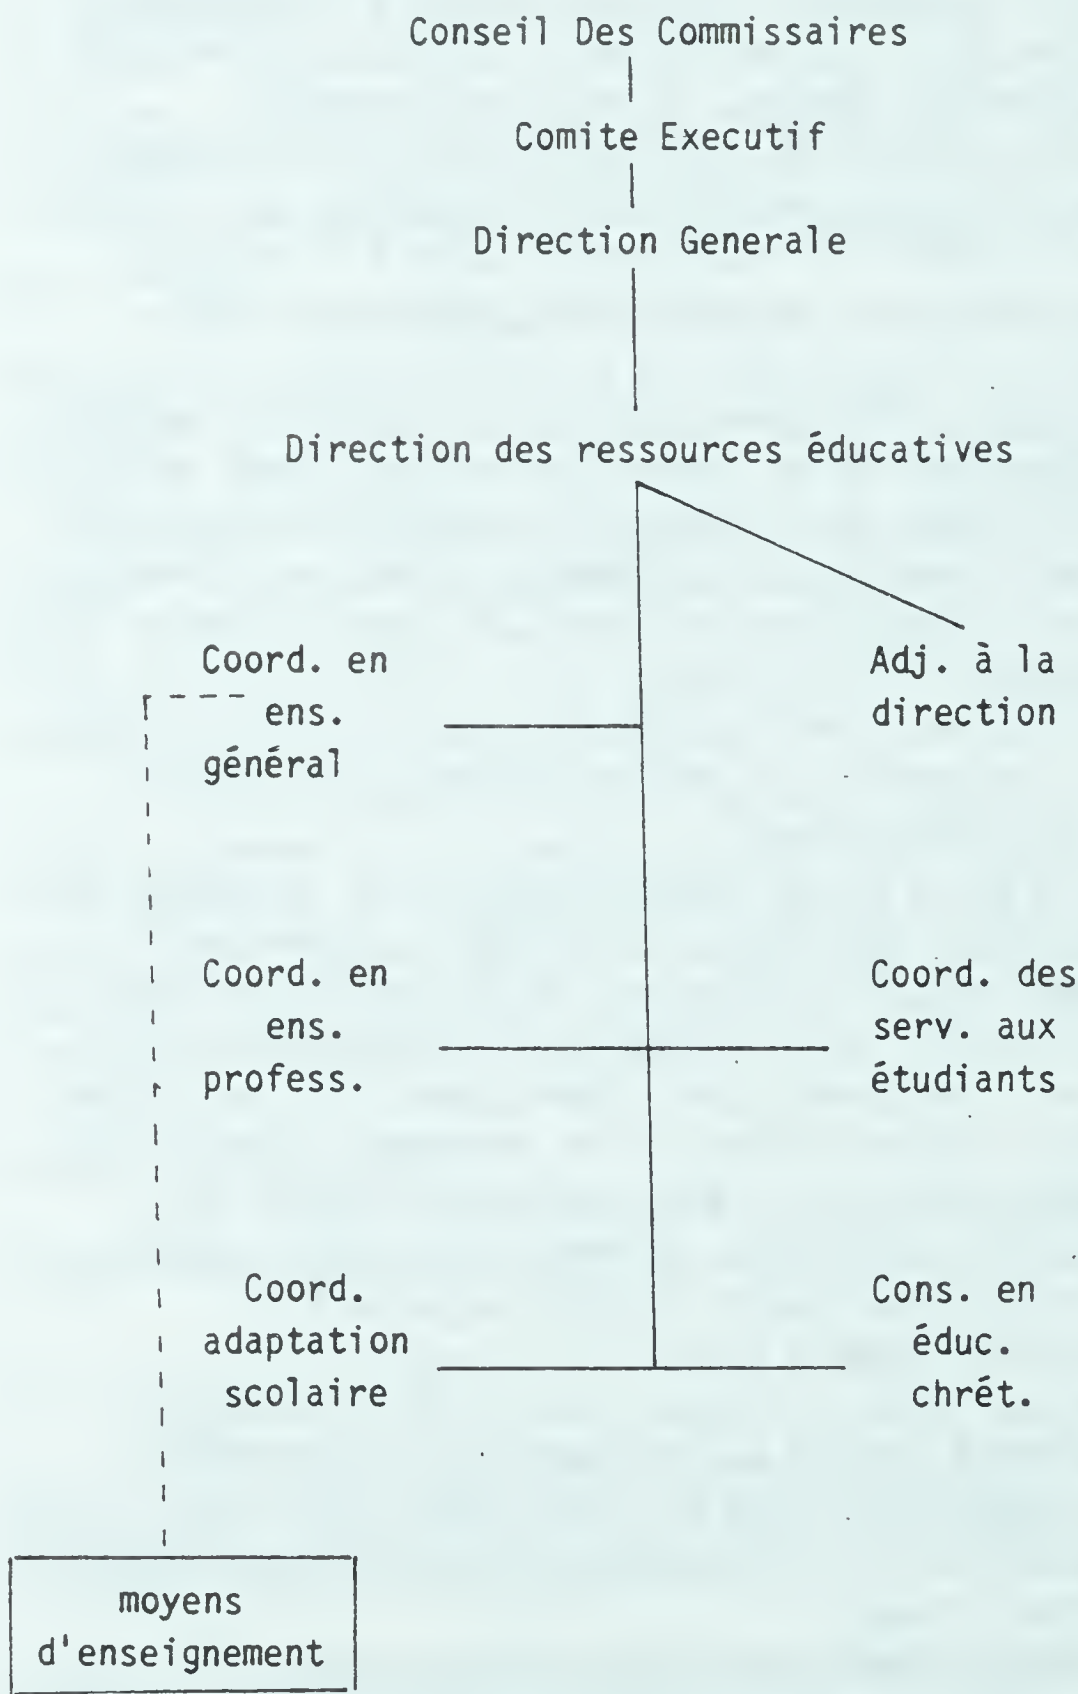 Conseil Des Commissaires
Comite Executif
Direction Generale
Direction des ressources éducatives
Coord. en
ens.
général
Adj. à la
direction
Coord. en
ens.
profess.
Coord. des
serv. aux
étudiants
Coord.
adaptation
scolaire
Cons. en
éduc.
chrét.
moyens
d'enseignement